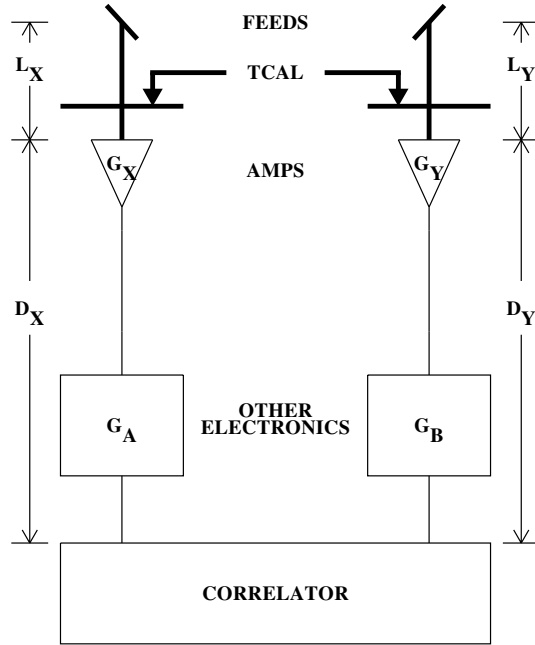 FEEDS
L_X
L_Y
TCAL
G_X
G_Y
AMPS
D_X
D_Y
G_A
OTHER
ELECTRONICS
G_B
CORRELATOR